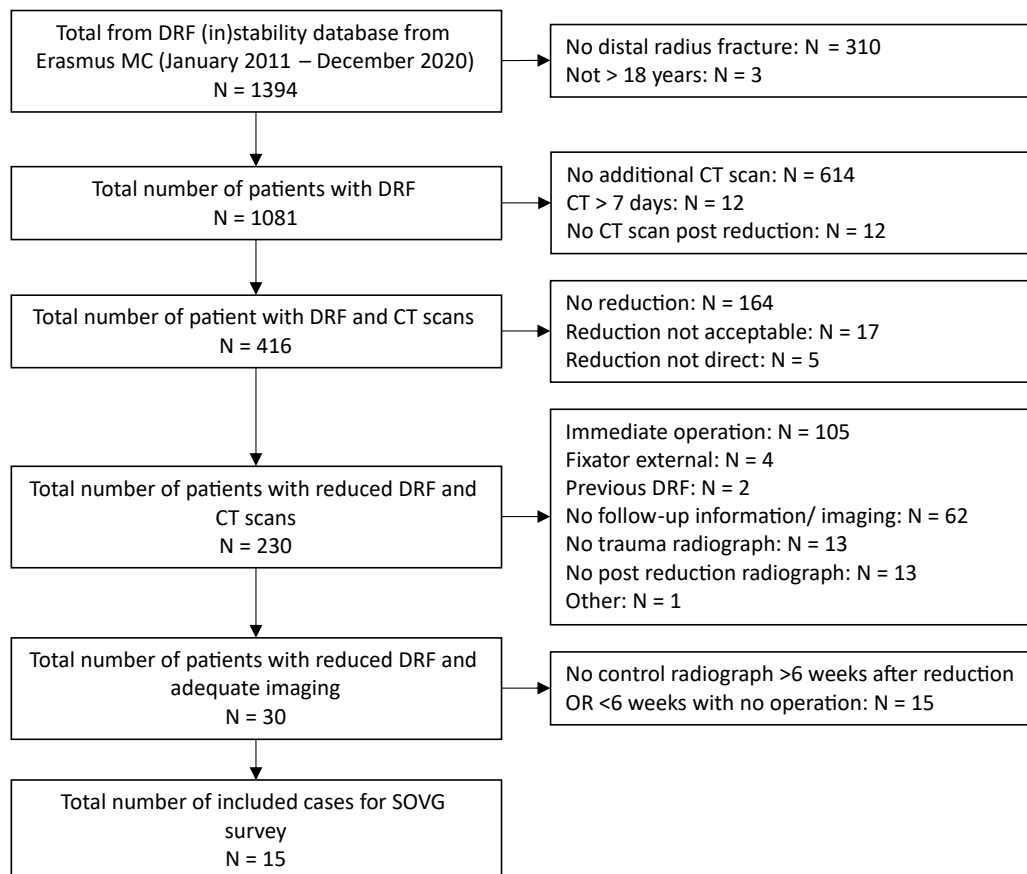 Total from DRF (in)stability database from
Erasmus MC (January 2011 – December 2020)
N = 1394
No distal radius fracture: N = 310
Not > 18 years: N = 3
Total number of patients with DRF
N = 1081
No additional CT scan: N = 614
CT > 7 days: N = 12
No CT scan post reduction: N = 12
Total number of patient with DRF and CT scans
N = 416
No reduction: N = 164
Reduction not acceptable: N = 17
Reduction not direct: N = 5
Total number of patients with reduced DRF and
CT scans
N = 230
Immediate operation: N = 105
Fixator external: N = 4
Previous DRF: N = 2
No follow-up information/ imaging: N = 62
No trauma radiograph: N = 13
No post reduction radiograph: N = 13
Other: N = 1
Total number of patients with reduced DRF and
adequate imaging
N = 30
No control radiograph >6 weeks after reduction
OR <6 weeks with no operation: N = 15
Total number of included cases for SOVG
survey
N = 15